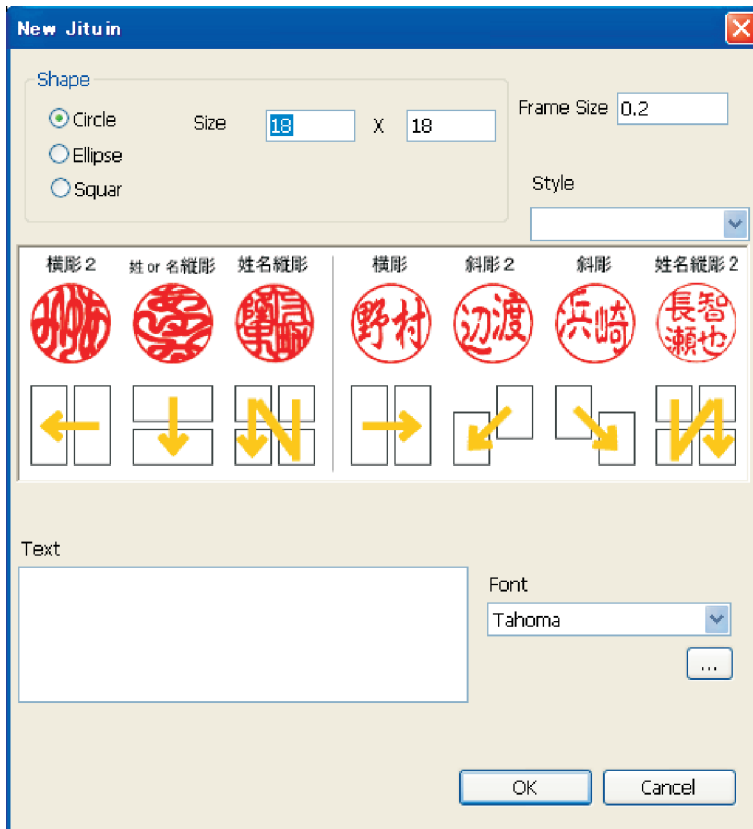 New Jituin
Shape
Circle
Size
18
X
18
Frame Size
0.2
Ellipse
Squar
Style
横彫２
姓 or 名縦彫
姓名縦彫
横彫
斜彫２
斜彫
姓名縦彫２
野村
渡辺
浜崎
智也
長瀬
Text
Font
Tahoma
...
OK
Cancel